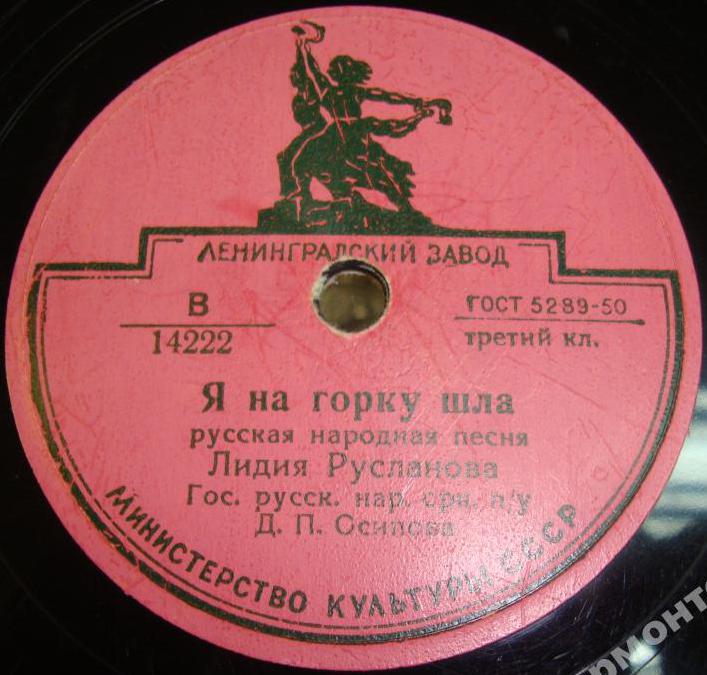 ЛЕНИНГРАДСКИЙ ЗАВОД
В
14222
ГОСТ 5289-50
третий кл.
Я на горку шла
русская народная песня
Лидия Русланова
Гос. русск. нар. орк. п/у
Д. П. Осипова
МИНИСТЕРСТВО КУЛЬТУРЫ СССР